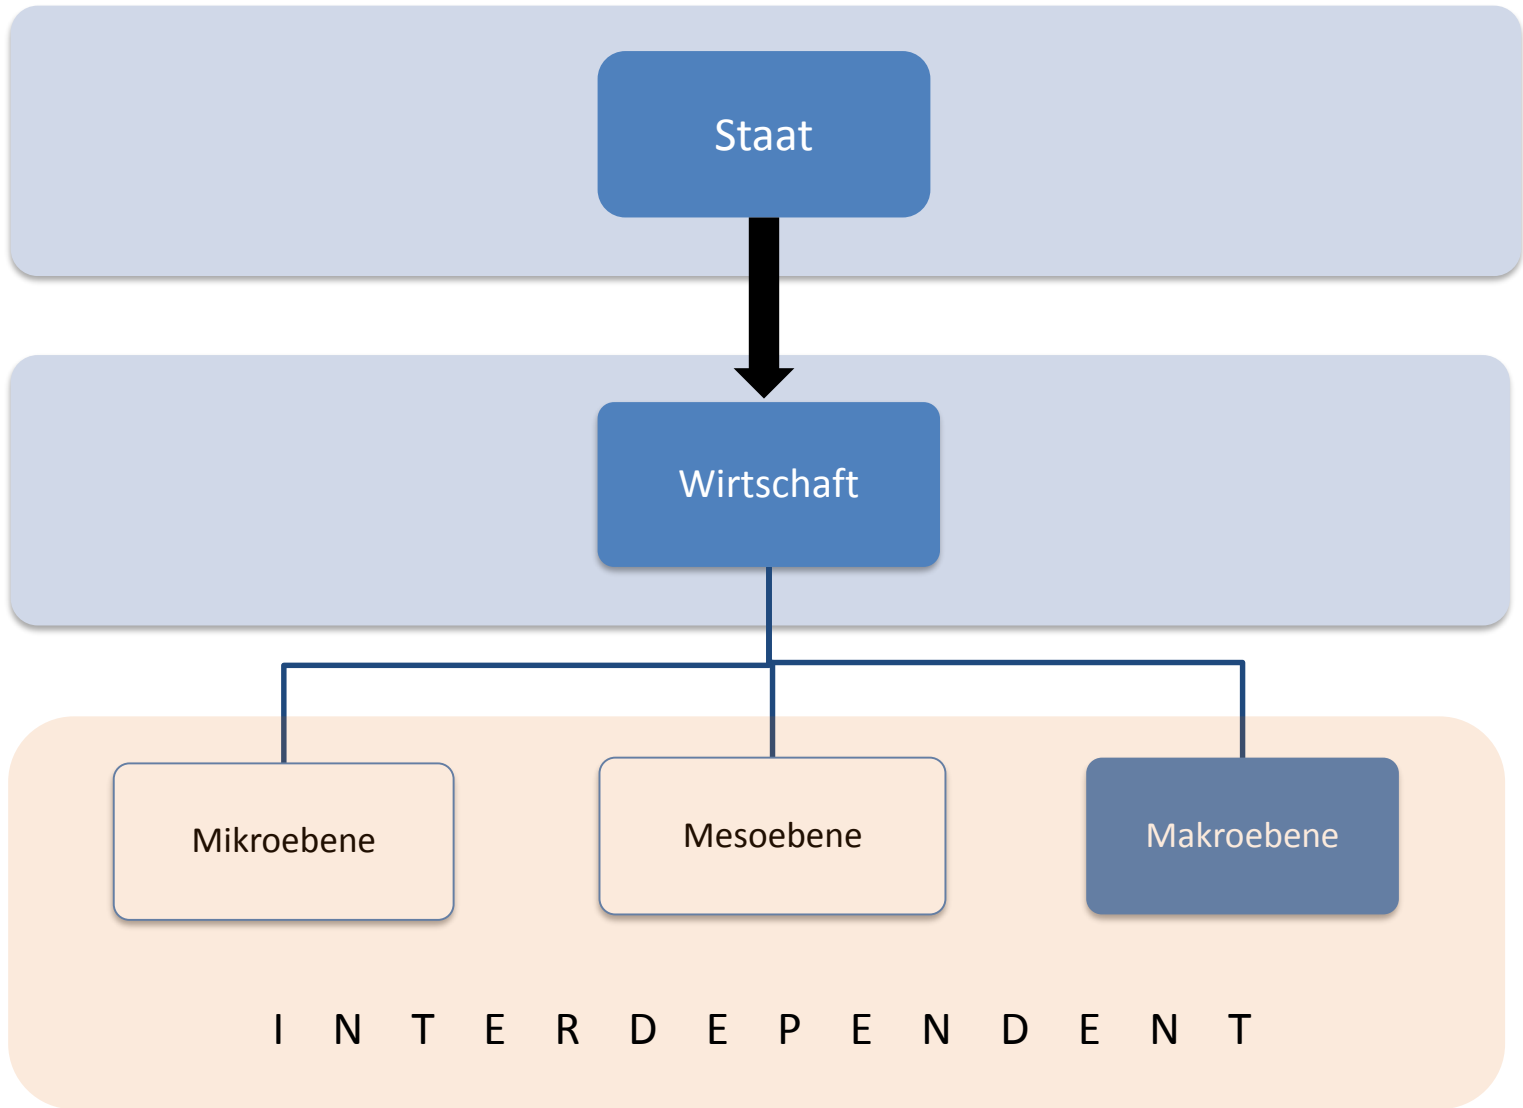 Staat
Wirtschaft
Mikroebene
Mesoebene
Makroebene
I N T E R D E P E N D E N T